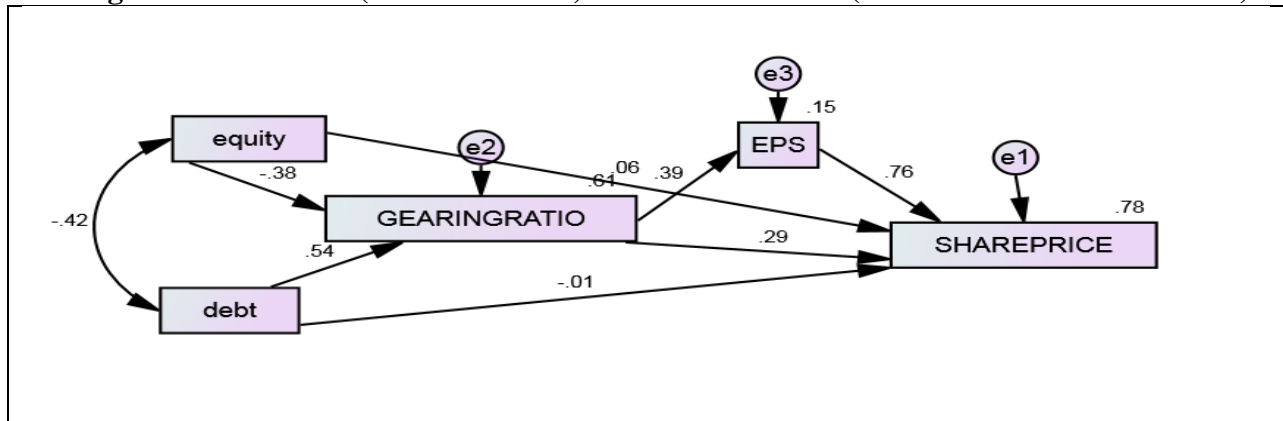 e3
.15
equity
e2
EPS
e1
-.38
.06
.39
.61
.76
.78
GEARINGRATIO
-.42
SHAREPRICE
.29
.54
-.01
debt